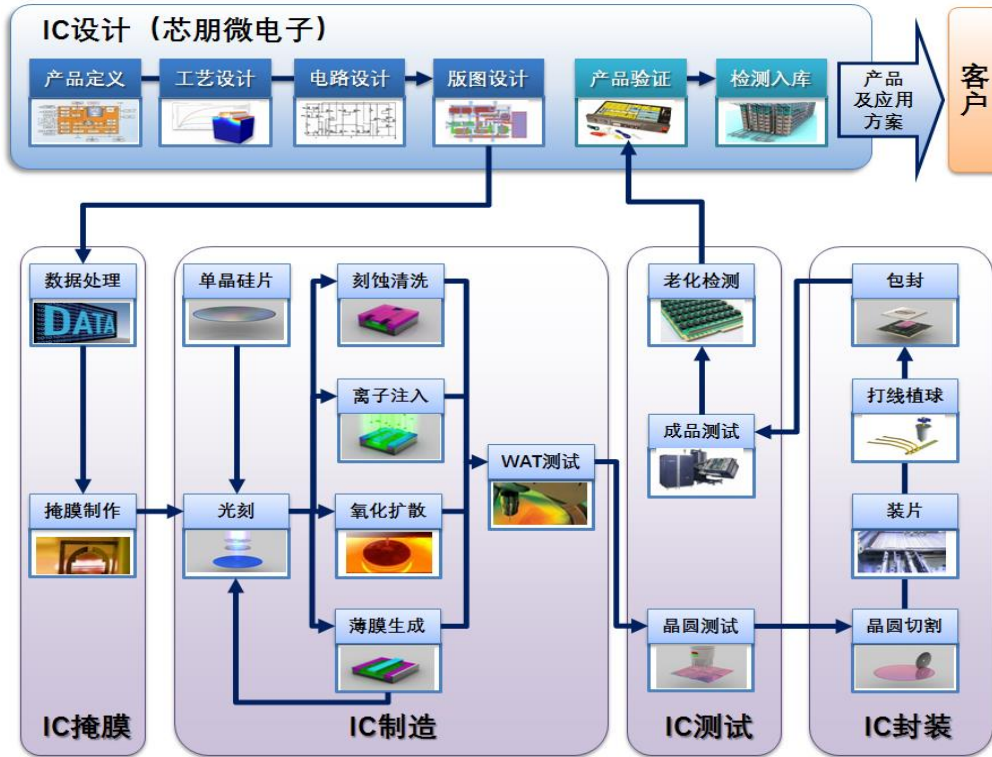 IC设计（芯朋微电子）
产品定义
工艺设计
电路设计
版图设计
产品验证
检测入库
产品
及应用
方案
客
户
数据处理
DATA
掩膜制作
IC掩膜
单晶硅片
光刻
刻蚀清洗
离子注入
氧化扩散
薄膜生成
WAT测试
IC制造
老化检测
成品测试
晶圆测试
IC测试
包封
打线植球
装片
晶圆切割
IC封装